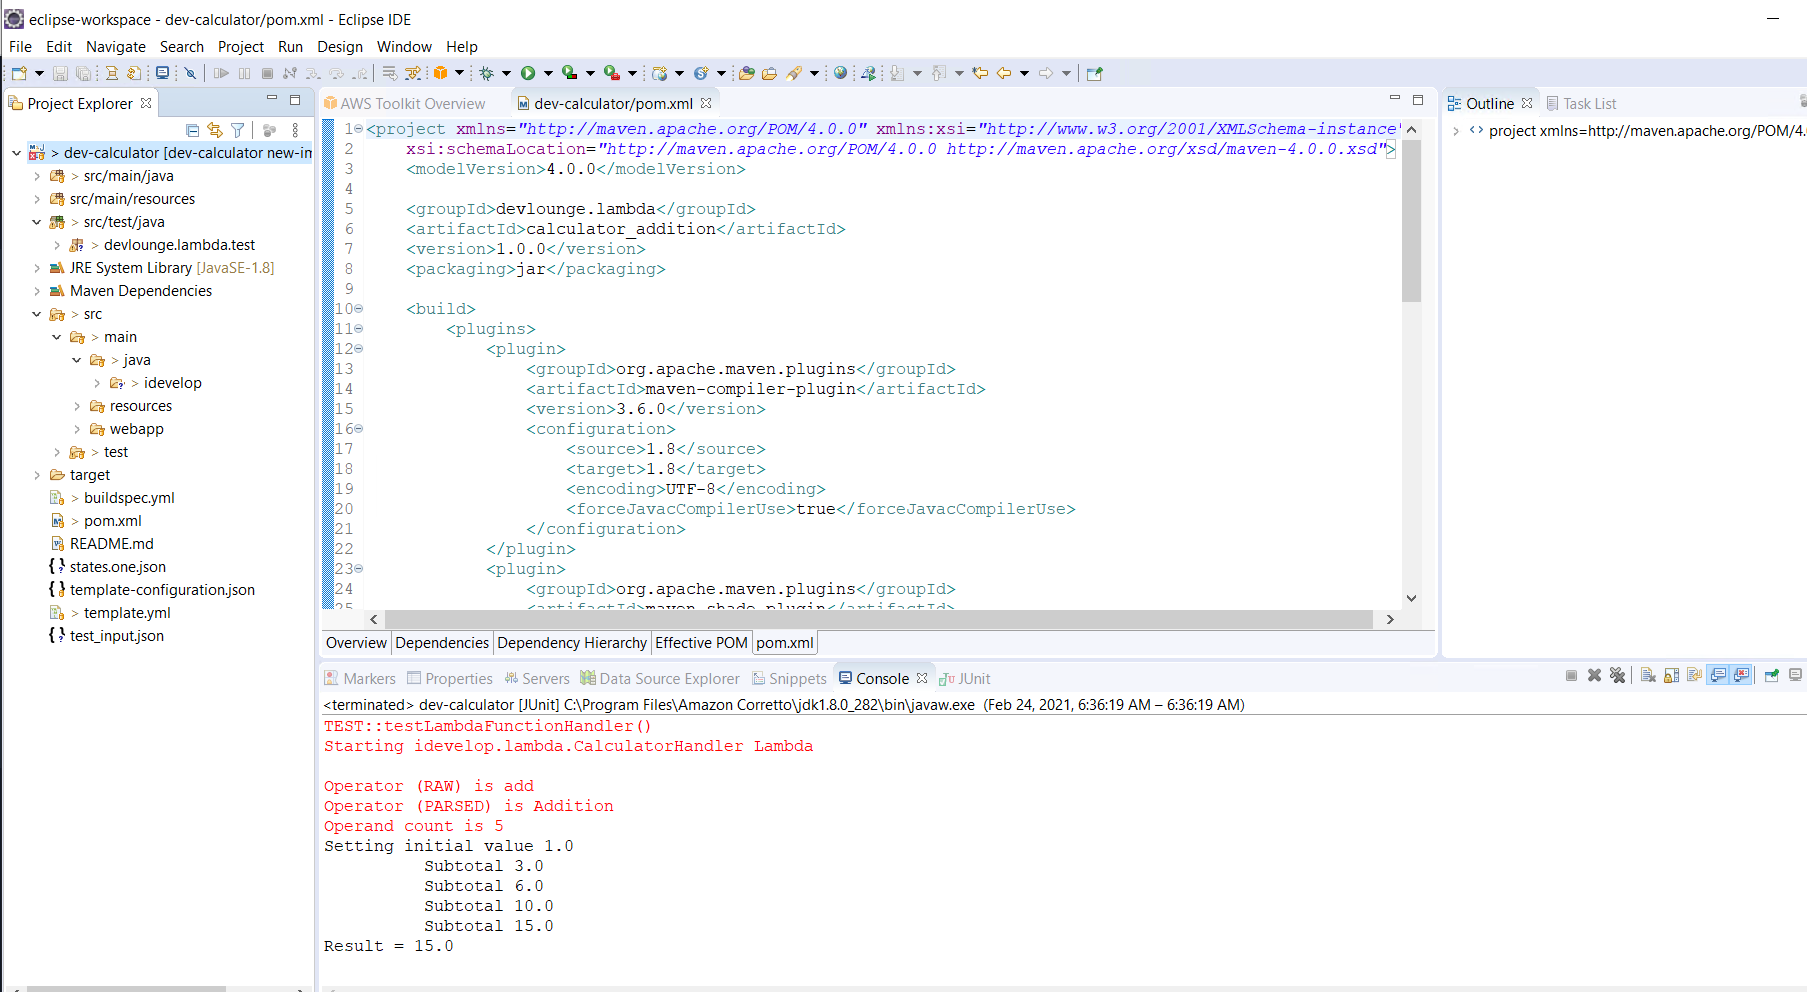 eclipse-workspace - dev-calculator/pom.xml - Eclipse IDE
File Edit Navigate Search Project Run Design Window Help
Project Explorer
> dev-calculator [dev-calculator new-im
> src/main/java
src/main/resources
> src/test/java
> devlounge.lambda.test
JRE System Library [JavaSE-1.8]
Maven Dependencies
> src
> main
> java
> idevelop
resources
webapp
> test
target
> buildspec.yml
> pom.xml
README.md
states.one.json
template-configuration.json
> template.yml
test_input.json
AWS Toolkit Overview
dev-calculator/pom.xml
1 <project xmlns="http://maven.apache.org/POM/4.0.0" xmlns:xsi="http://www.w3.org/2001/XMLSchema-instance"
2 xsi:schemaLocation="http://maven.apache.org/POM/4.0.0 http://maven.apache.org/xsd/maven-4.0.0.xsd">
3 <modelVersion>4.0.0</modelVersion>
4
5 <groupId>devlounge.lambda</groupId>
6 <artifactId>calculator_addition</artifactId>
7 <version>1.0.0</version>
8 <packaging>jar</packaging>
9
10 <build>
11 <plugins>
12 <plugin>
13 <groupId>org.apache.maven.plugins</groupId>
14 <artifactId>maven-compiler-plugin</artifactId>
15 <version>3.6.0</version>
16 <configuration>
17 <source>1.8</source>
18 <target>1.8</target>
19 <encoding>UTF-8</encoding>
20 <forceJavacCompilerUse>true</forceJavacCompilerUse>
21 </configuration>
22 </plugin>
23 <plugin>
24 <groupId>org.apache.maven.plugins</groupId>
25 <artifactId>maven-shade-plugin</artifactId>
Overview Dependencies Dependency Hierarchy Effective POM pom.xml
Outline Task List
project xmlns=http://maven.apache.org/POM/4.
Markers Properties Servers Data Source Explorer Snippets Console JUnit
<terminated> dev-calculator [JUnit] C:\Program Files\Amazon Corretto\jdk1.8.0_282\bin\javaw.exe (Feb 24, 2021, 6:36:19 AM – 6:36:19 AM)
TEST::testLambdaFunctionHandler()
Starting idevelop.lambda.CalculatorHandler Lambda
Operator (RAW) is add
Operator (PARSED) is Addition
Operand count is 5
Setting initial value 1.0
Subtotal 3.0
Subtotal 6.0
Subtotal 10.0
Subtotal 15.0
Result = 15.0